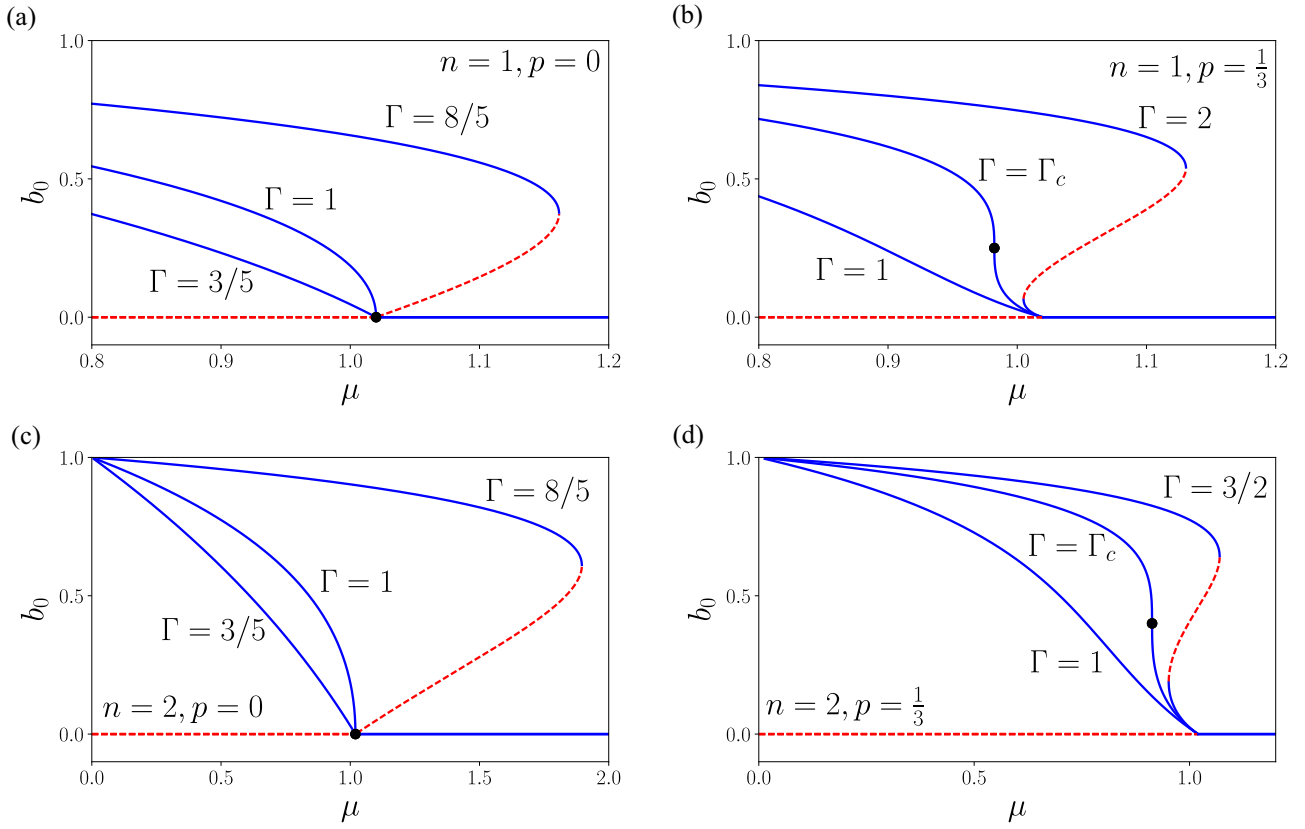 (a)
1.0
0.5
0.0
b₀
n = 1, p = 0
Γ = 8/5
Γ = 1
Γ = 3/5
0.8 0.9 1.0 1.1 1.2
μ
(b)
1.0
0.5
0.0
b₀
n = 1, p = 1/3
Γ = 2
Γ = Γ_c
Γ = 1
0.8 0.9 1.0 1.1 1.2
μ
(c)
1.0
0.5
0.0
b₀
Γ = 8/5
Γ = 1
Γ = 3/5
n = 2, p = 0
0.0 0.5 1.0 1.5 2.0
μ
(d)
1.0
0.5
0.0
b₀
Γ = 3/2
Γ = Γ_c
Γ = 1
n = 2, p = 1/3
0.0 0.5 1.0
μ